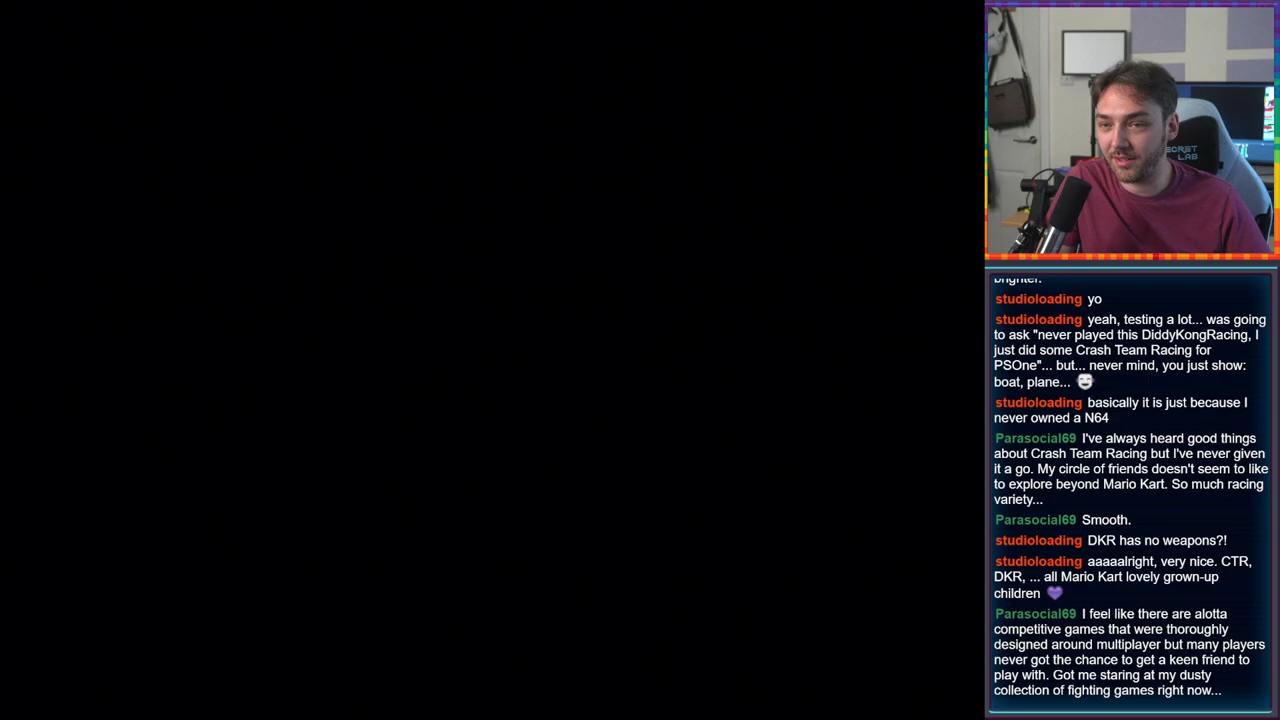 SECRET
LAB
brighter.
studioloading yo
studioloading yeah, testing a lot... was going
to ask "never played this DiddyKongRacing, I
just did some Crash Team Racing for
PSOne"... but... never mind, you just show:
boat, plane...
studioloading basically it is just because I
never owned a N64
Parasocial69 I've always heard good things
about Crash Team Racing but I've never given
it a go. My circle of friends doesn't seem to like
to explore beyond Mario Kart. So much racing
variety...
Parasocial69 Smooth.
studioloading DKR has no weapons?!
studioloading aaaaalright, very nice. CTR,
DKR, ... all Mario Kart lovely grown-up
children
Parasocial69 I feel like there are alotta
competitive games that were thoroughly
designed around multiplayer but many players
never got the chance to get a keen friend to
play with. Got me staring at my dusty
collection of fighting games right now...